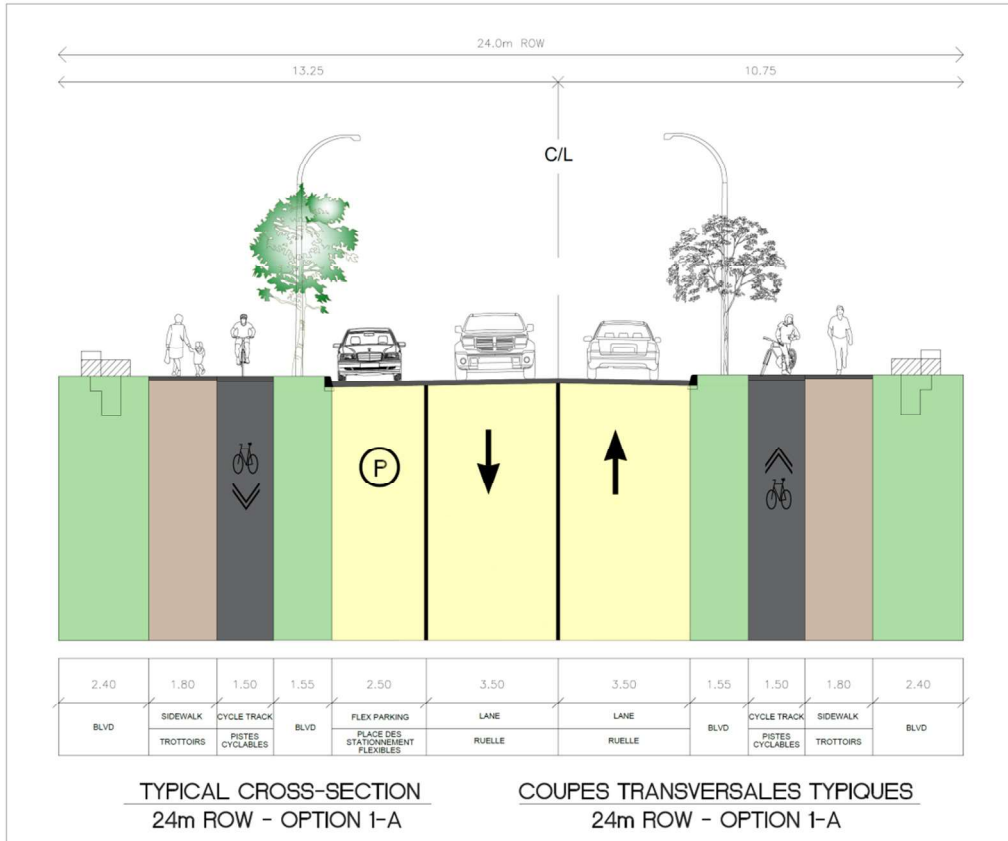 24.0m ROW
13.25
10.75
C/L
P
2.40 1.80 1.50 1.55 2.50 3.50 3.50 1.55 1.50 1.80 2.40
BLVD
SIDEWALK
TROTTOIRS
CYCLE TRACK
PISTES
CYCLABLES
BLVD
FLEX PARKING
PLACE DES
STATIONNEMENT
FLEXIBLES
LANE
RUELLE
LANE
RUELLE
BLVD
CYCLE TRACK
PISTES
CYCLABLES
SIDEWALK
TROTTOIRS
BLVD
TYPICAL CROSS-SECTION
24m ROW - OPTION 1-A
COUPES TRANSVERSALES TYPIQUES
24m ROW - OPTION 1-A